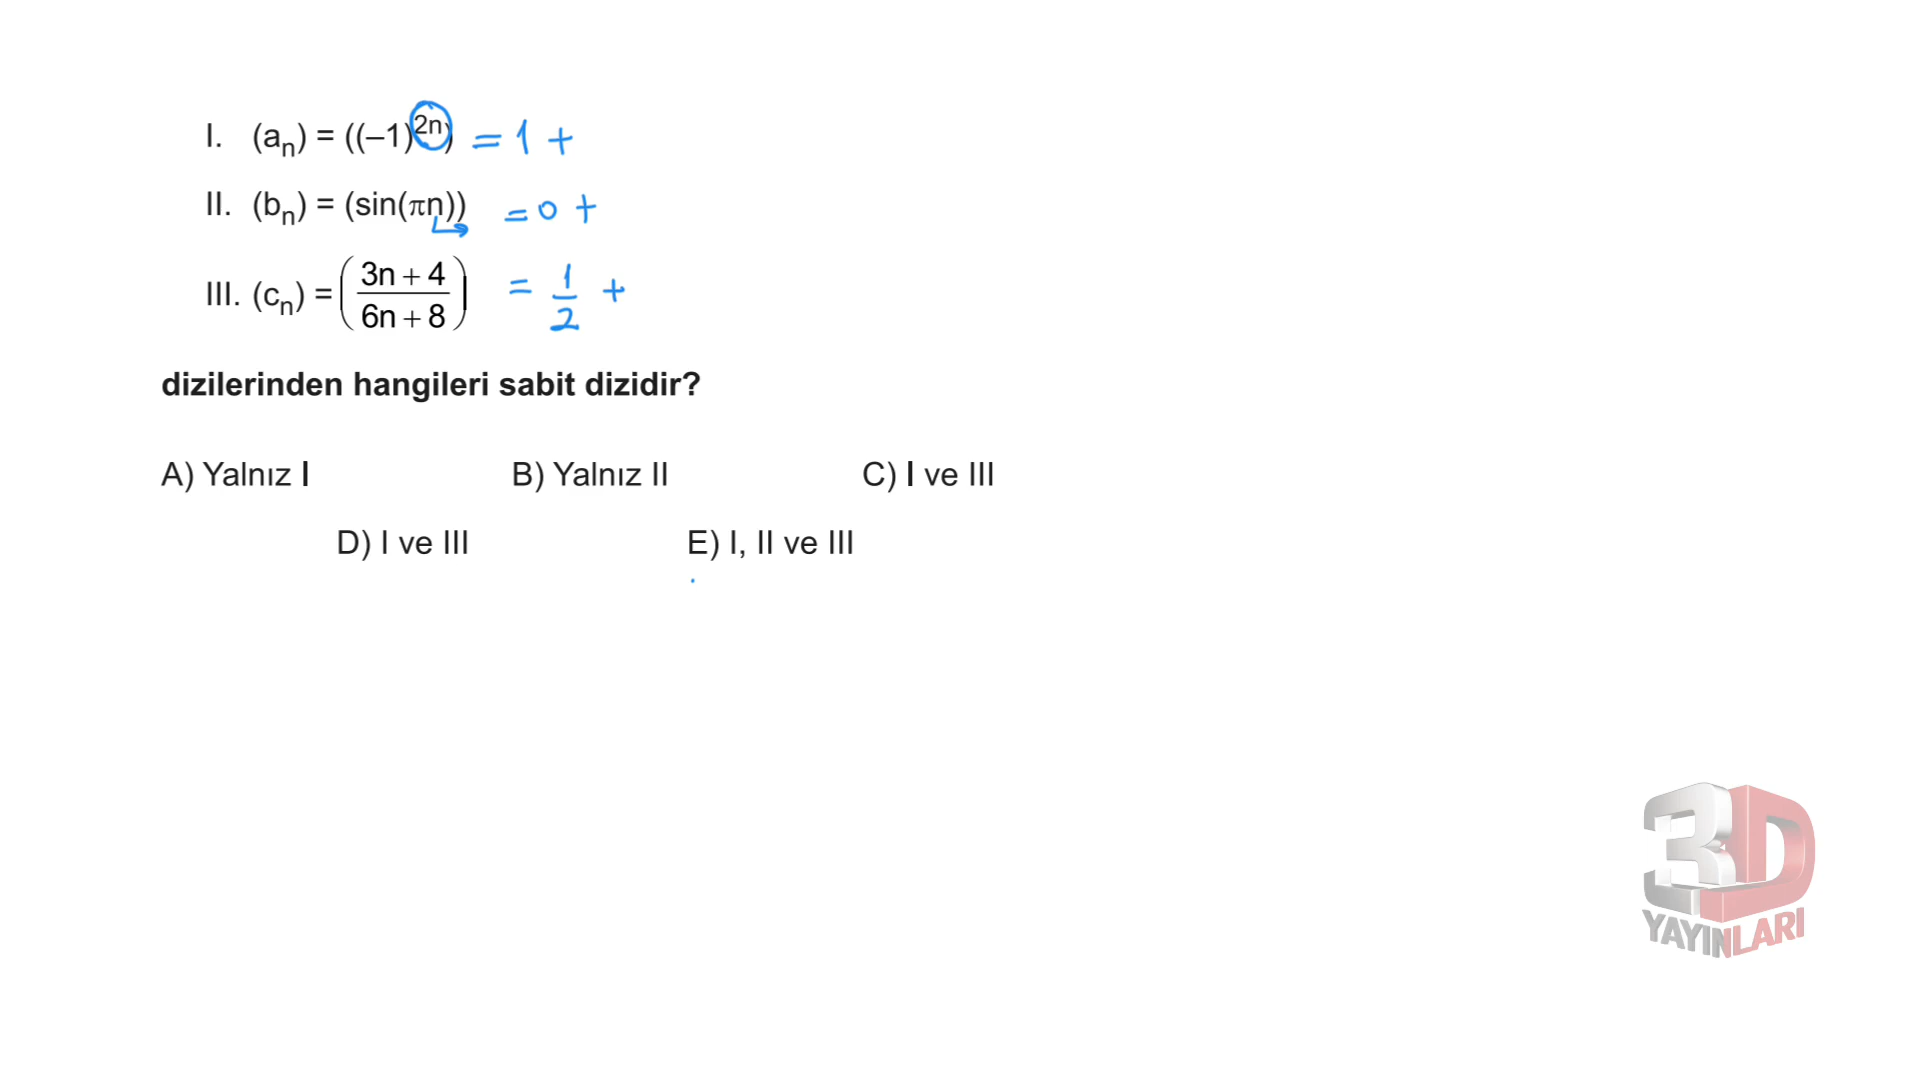 I. (aₙ) = ((–1)²ⁿ) = 1 +
II. (bₙ) = (sin(πn)) = 0 +
III. (cₙ) = (3n + 4 / 6n + 8) = 1/2 +
dizilerinden hangileri sabit dizidir?
A) Yalnız I B) Yalnız II C) I ve III
D) I ve III E) I, II ve III
3D
YAYINLARI